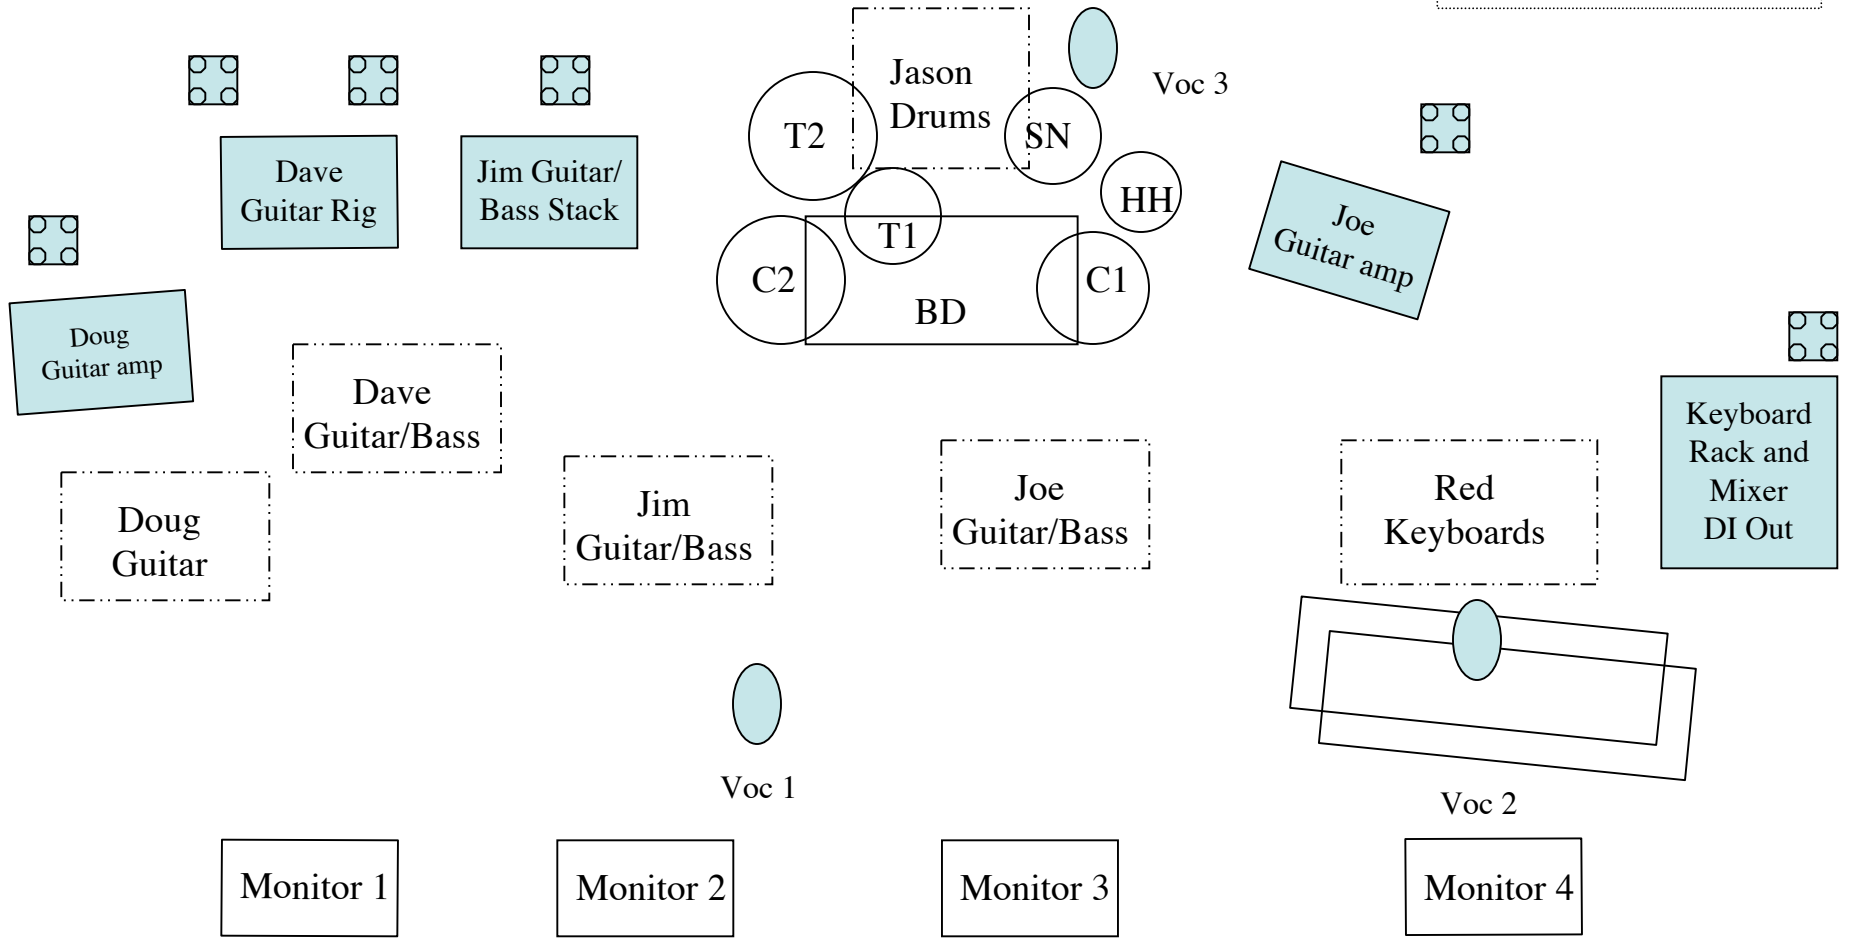 Jason
Drums
Voc 3
T2
SN
Dave
Guitar Rig
Jim Guitar/
Bass Stack
HH
T1
Joe
Guitar amp
C2
BD
C1
Doug
Guitar amp
Dave
Guitar/Bass
Keyboard
Rack and
Mixer
DI Out
Doug
Guitar
Jim
Guitar/Bass
Joe
Guitar/Bass
Red
Keyboards
Voc 1
Voc 2
Monitor 1
Monitor 2
Monitor 3
Monitor 4